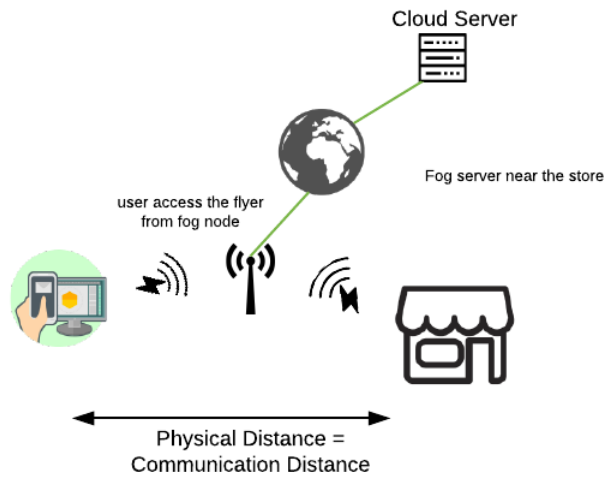 Cloud Server
Fog server near the store
user access the flyer
from fog node
Physical Distance =
Communication Distance